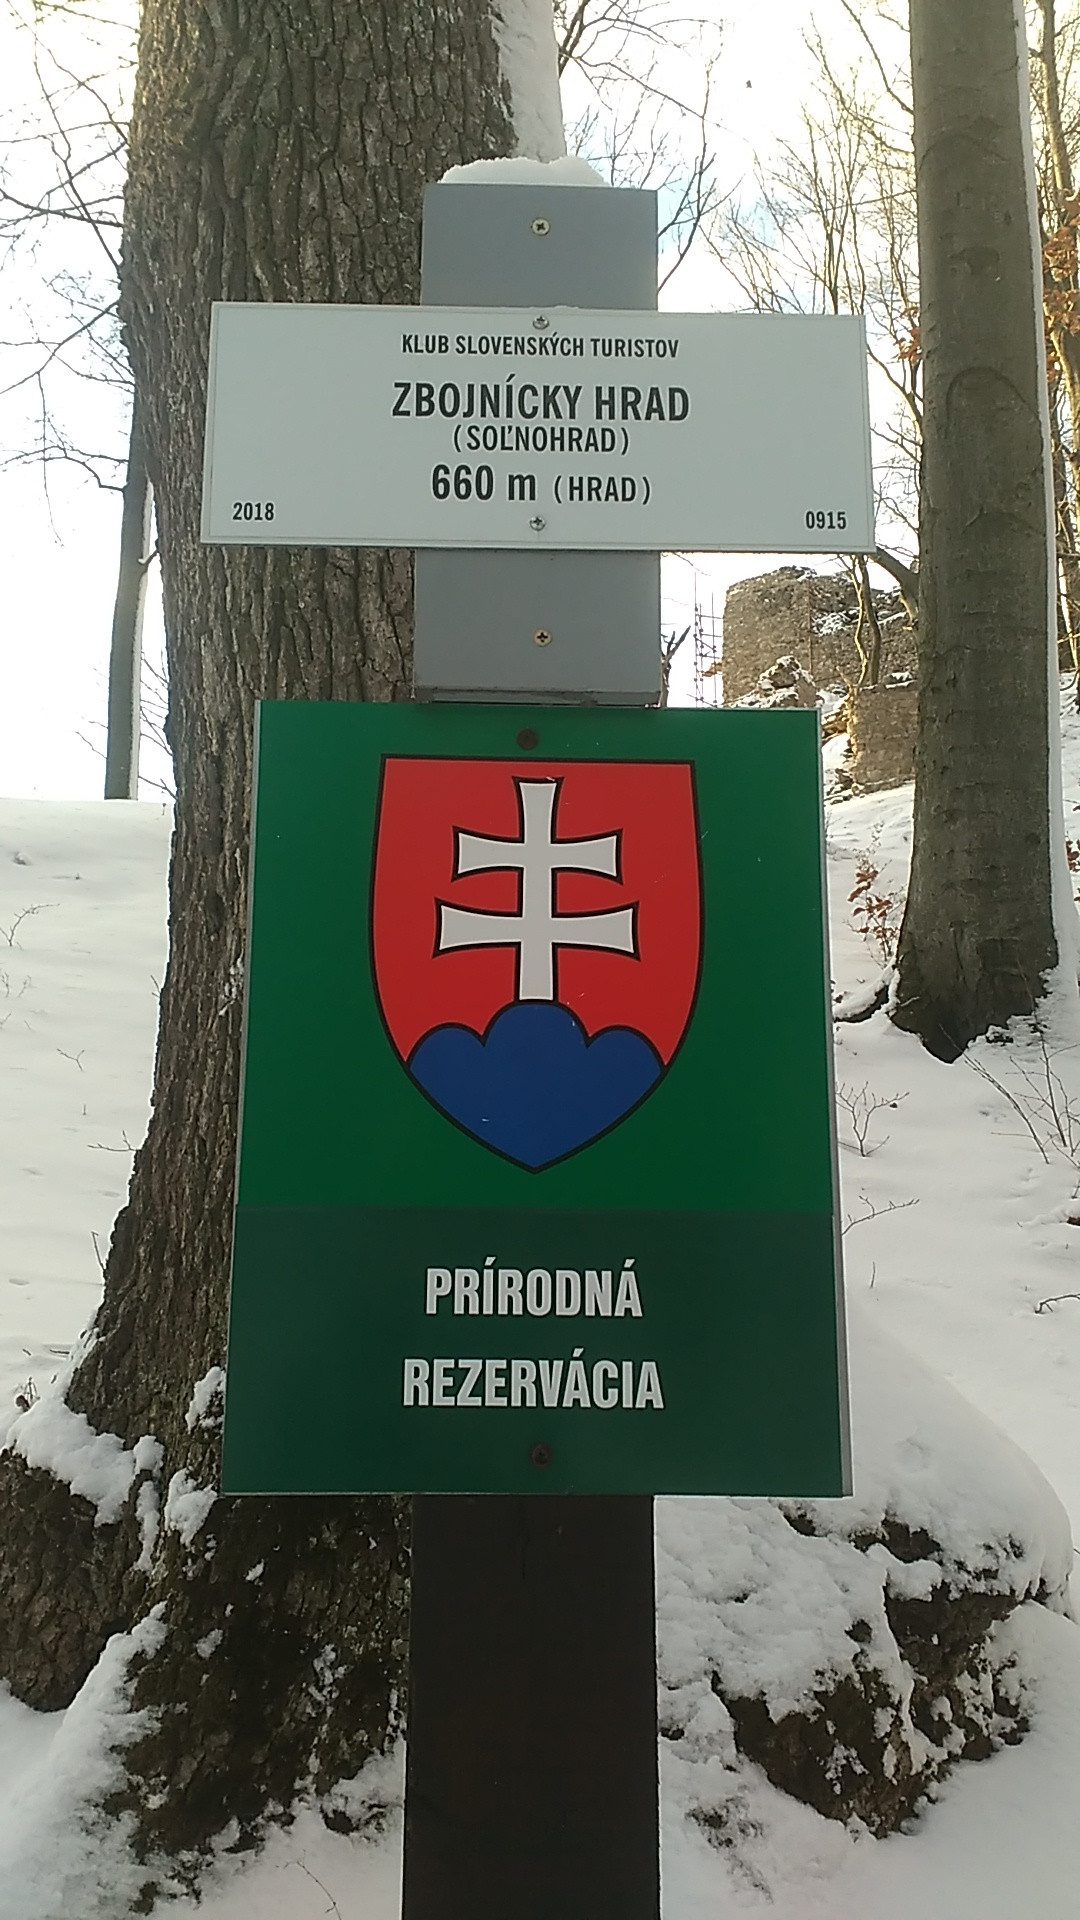 KLUB SLOVENSKÝCH TURISTOV
ZBOJNÍCKY HRAD
(SOĽNOHRAD)
660 m (HRAD)
2018 0915
PRÍRODNÁ
REZERVÁCIA